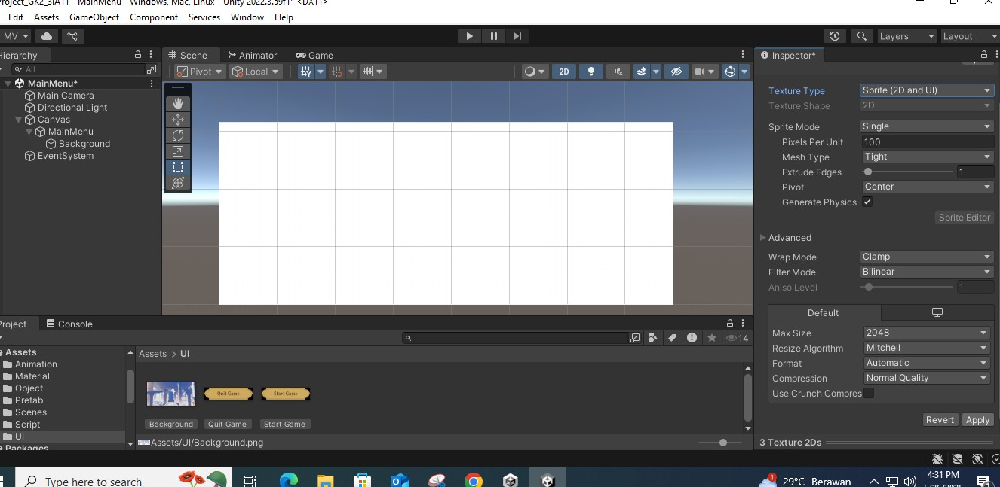 Project_GK2_3IA11 - MainMenu - Windows, Mac, Linux - Unity 2022.3.59f1* <DX11>
Edit Assets GameObject Component Services Window Help
MV Layers Layout
Hierarchy
All
MainMenu*
Main Camera
Directional Light
Canvas
MainMenu
Background
EventSystem
Scene Animator Game
Pivot Local 2D
Inspector*
Texture Type Sprite (2D and UI)
Texture Shape 2D
Sprite Mode Single
Pixels Per Unit 100
Mesh Type Tight
Extrude Edges 1
Pivot Center
Generate Physics
Sprite Editor
Advanced
Wrap Mode Clamp
Filter Mode Bilinear
Aniso Level 1
Default
Max Size 2048
Resize Algorithm Mitchell
Format Automatic
Compression Normal Quality
Use Crunch Compres
Revert Apply
3 Texture 2Ds
Project Console
14
Assets
Animation
Material
Object
Prefab
Scenes
Script
UI
Packages
Assets > UI
Quit Game Start Game
Background Quit Game Start Game
Assets/UI/Background.png
Type here to search
1
29°C Berawan
4:31 PM
5/26/2025